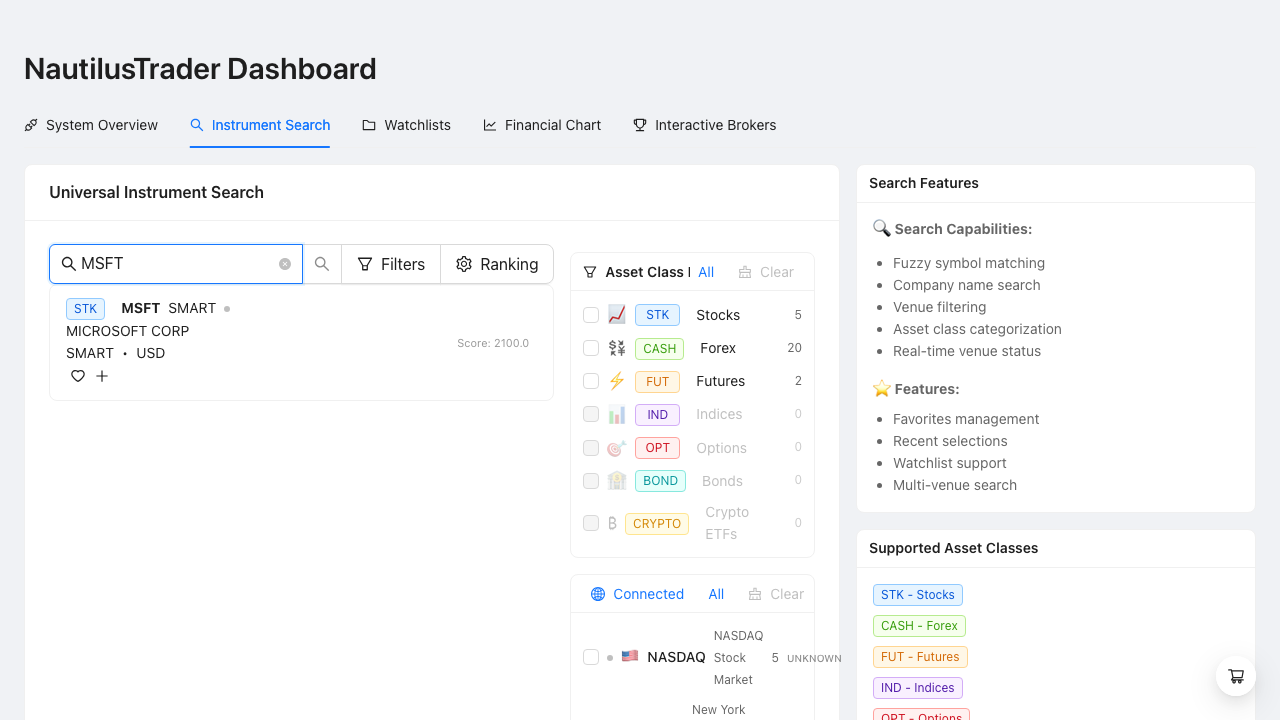 NautilusTrader Dashboard
System Overview
Instrument Search
Watchlists
Financial Chart
Interactive Brokers
Universal Instrument Search
MSFT
Filters
Ranking
STK MSFT SMART
MICROSOFT CORP
SMART • USD
Score: 2100.0
Asset Class All Clear
STK Stocks 5
CASH Forex 20
FUT Futures 2
IND Indices 0
OPT Options 0
BOND Bonds 0
CRYPTO Crypto
ETFs 0
Connected All Clear
NASDAQ NASDAQ
Stock
Market 5 UNKNOWN
New York
Search Features
🔍 Search Capabilities:
• Fuzzy symbol matching
• Company name search
• Venue filtering
• Asset class categorization
• Real-time venue status
⭐ Features:
• Favorites management
• Recent selections
• Watchlist support
• Multi-venue search
Supported Asset Classes
STK - Stocks
CASH - Forex
FUT - Futures
IND - Indices
OPT - Options